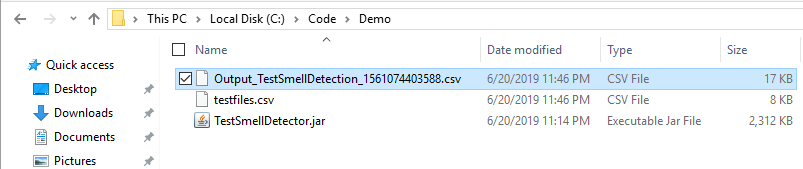 This PC > Local Disk (C:) > Code > Demo
Name Date modified Type Size
Quick access
Output_TestSmellDetection_1561074403588.csv 6/20/2019 11:46 PM CSV File 17 KB
Desktop
testfiles.csv 6/20/2019 11:46 PM CSV File 8 KB
Downloads
TestSmellDetector.jar 6/20/2019 11:14 PM Executable Jar File 2,312 KB
Documents
Pictures